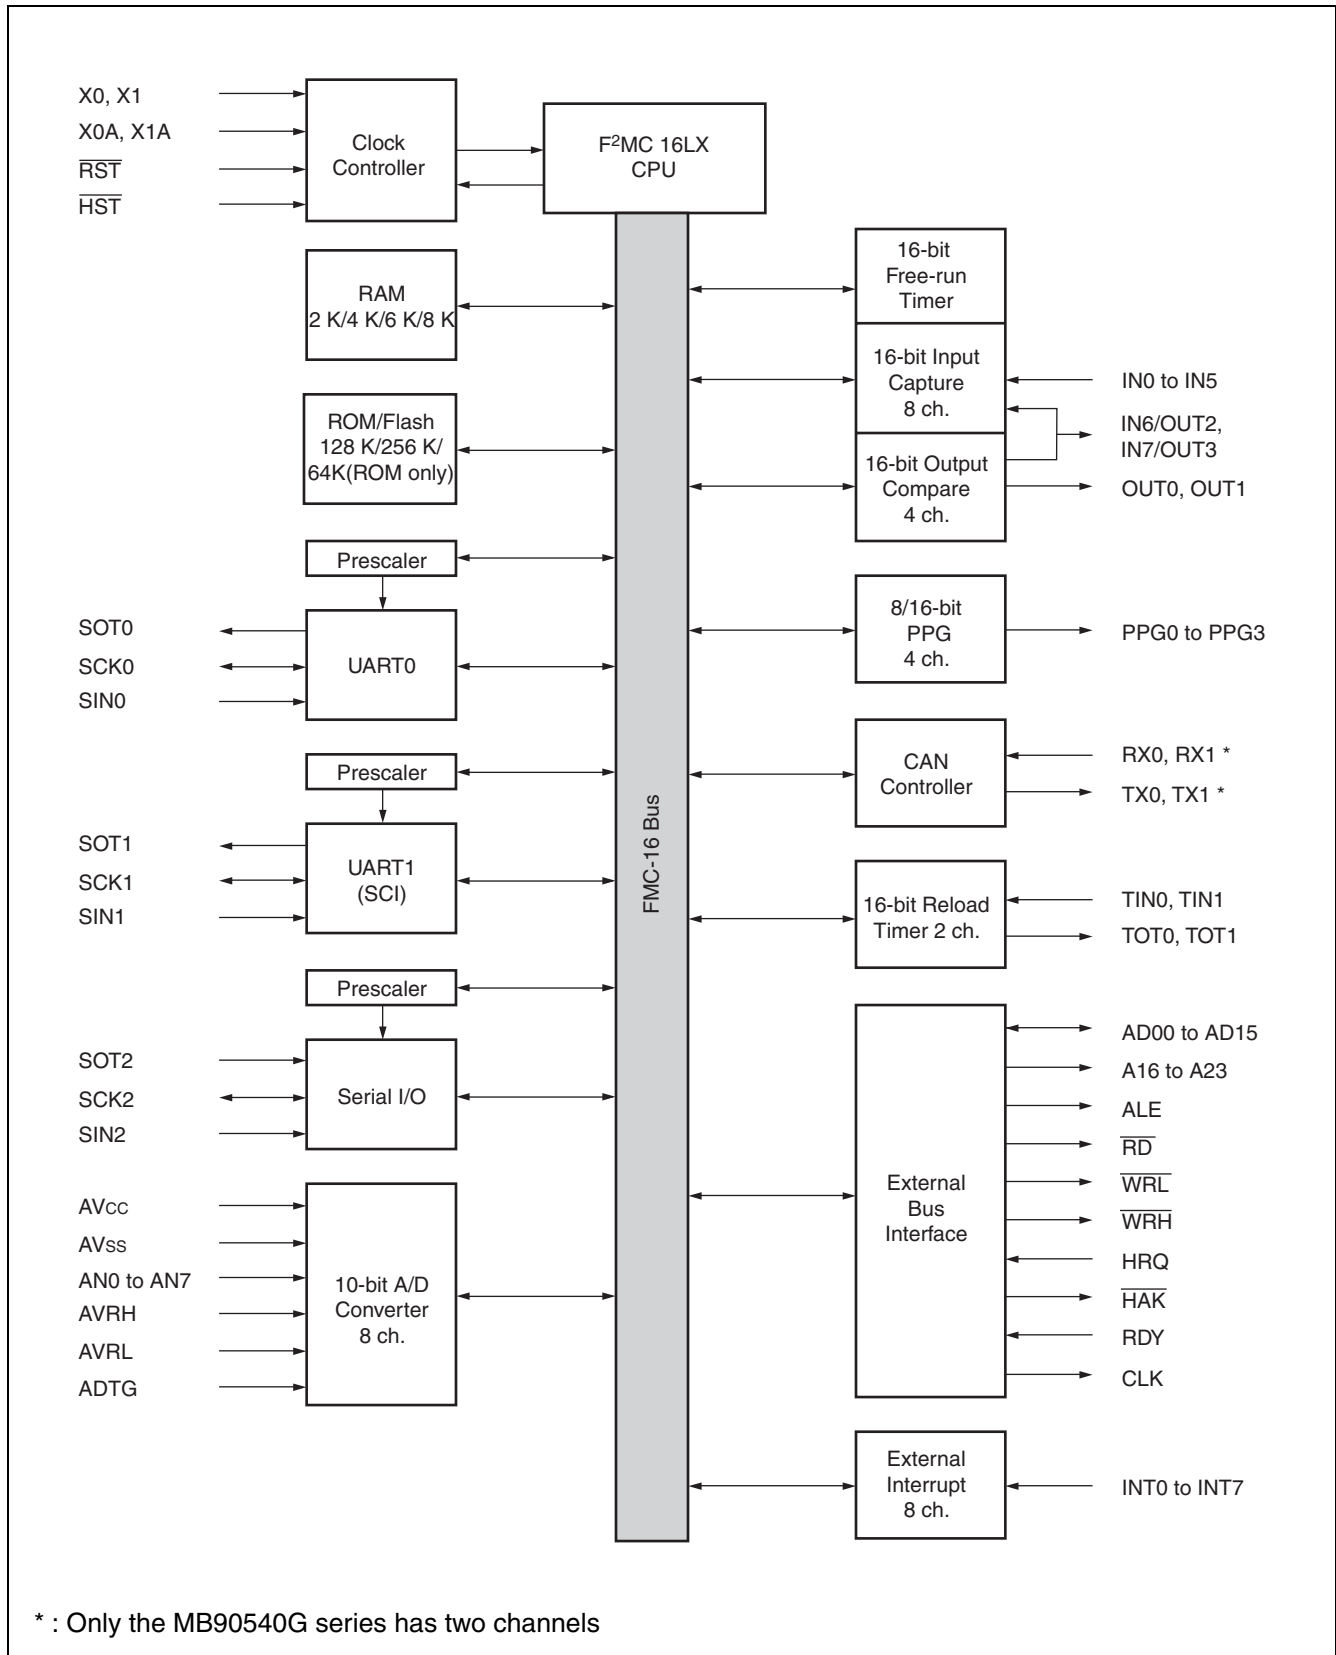 X0, X1
X0A, X1A
RST
HST
Clock
Controller
F²MC 16LX
CPU
RAM
2 K/4 K/6 K/8 K
ROM/Flash
128 K/256 K/
64K(ROM only)
Prescaler
SOT0
SCK0
SIN0
UART0
Prescaler
SOT1
SCK1
SIN1
UART1
(SCI)
Prescaler
SOT2
SCK2
SIN2
Serial I/O
AVCC
AVSS
AN0 to AN7
AVRH
AVRL
ADTG
10-bit A/D
Converter
8 ch.
FMC-16 Bus
16-bit
Free-run
Timer
16-bit Input
Capture
8 ch.
IN0 to IN5
IN6/OUT2,
IN7/OUT3
16-bit Output
Compare
4 ch.
OUT0, OUT1
8/16-bit
PPG
4 ch.
PPG0 to PPG3
CAN
Controller
RX0, RX1 *
TX0, TX1 *
16-bit Reload
Timer 2 ch.
TIN0, TIN1
TOT0, TOT1
External
Bus
Interface
AD00 to AD15
A16 to A23
ALE
RD
WRL
WRH
HRQ
HAK
RDY
CLK
External
Interrupt
8 ch.
INT0 to INT7
* : Only the MB90540G series has two channels